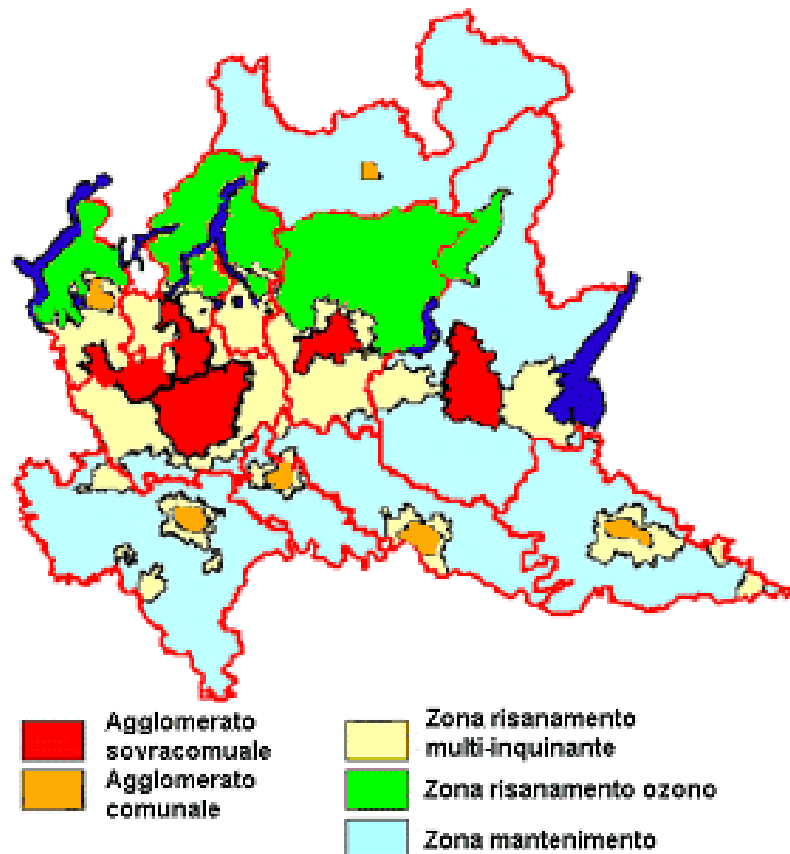 Agglomerato
sovracomuale
Agglomerato
comunale
Zona risanamento
multi-inquinante
Zona risanamento ozono
Zona mantenimento